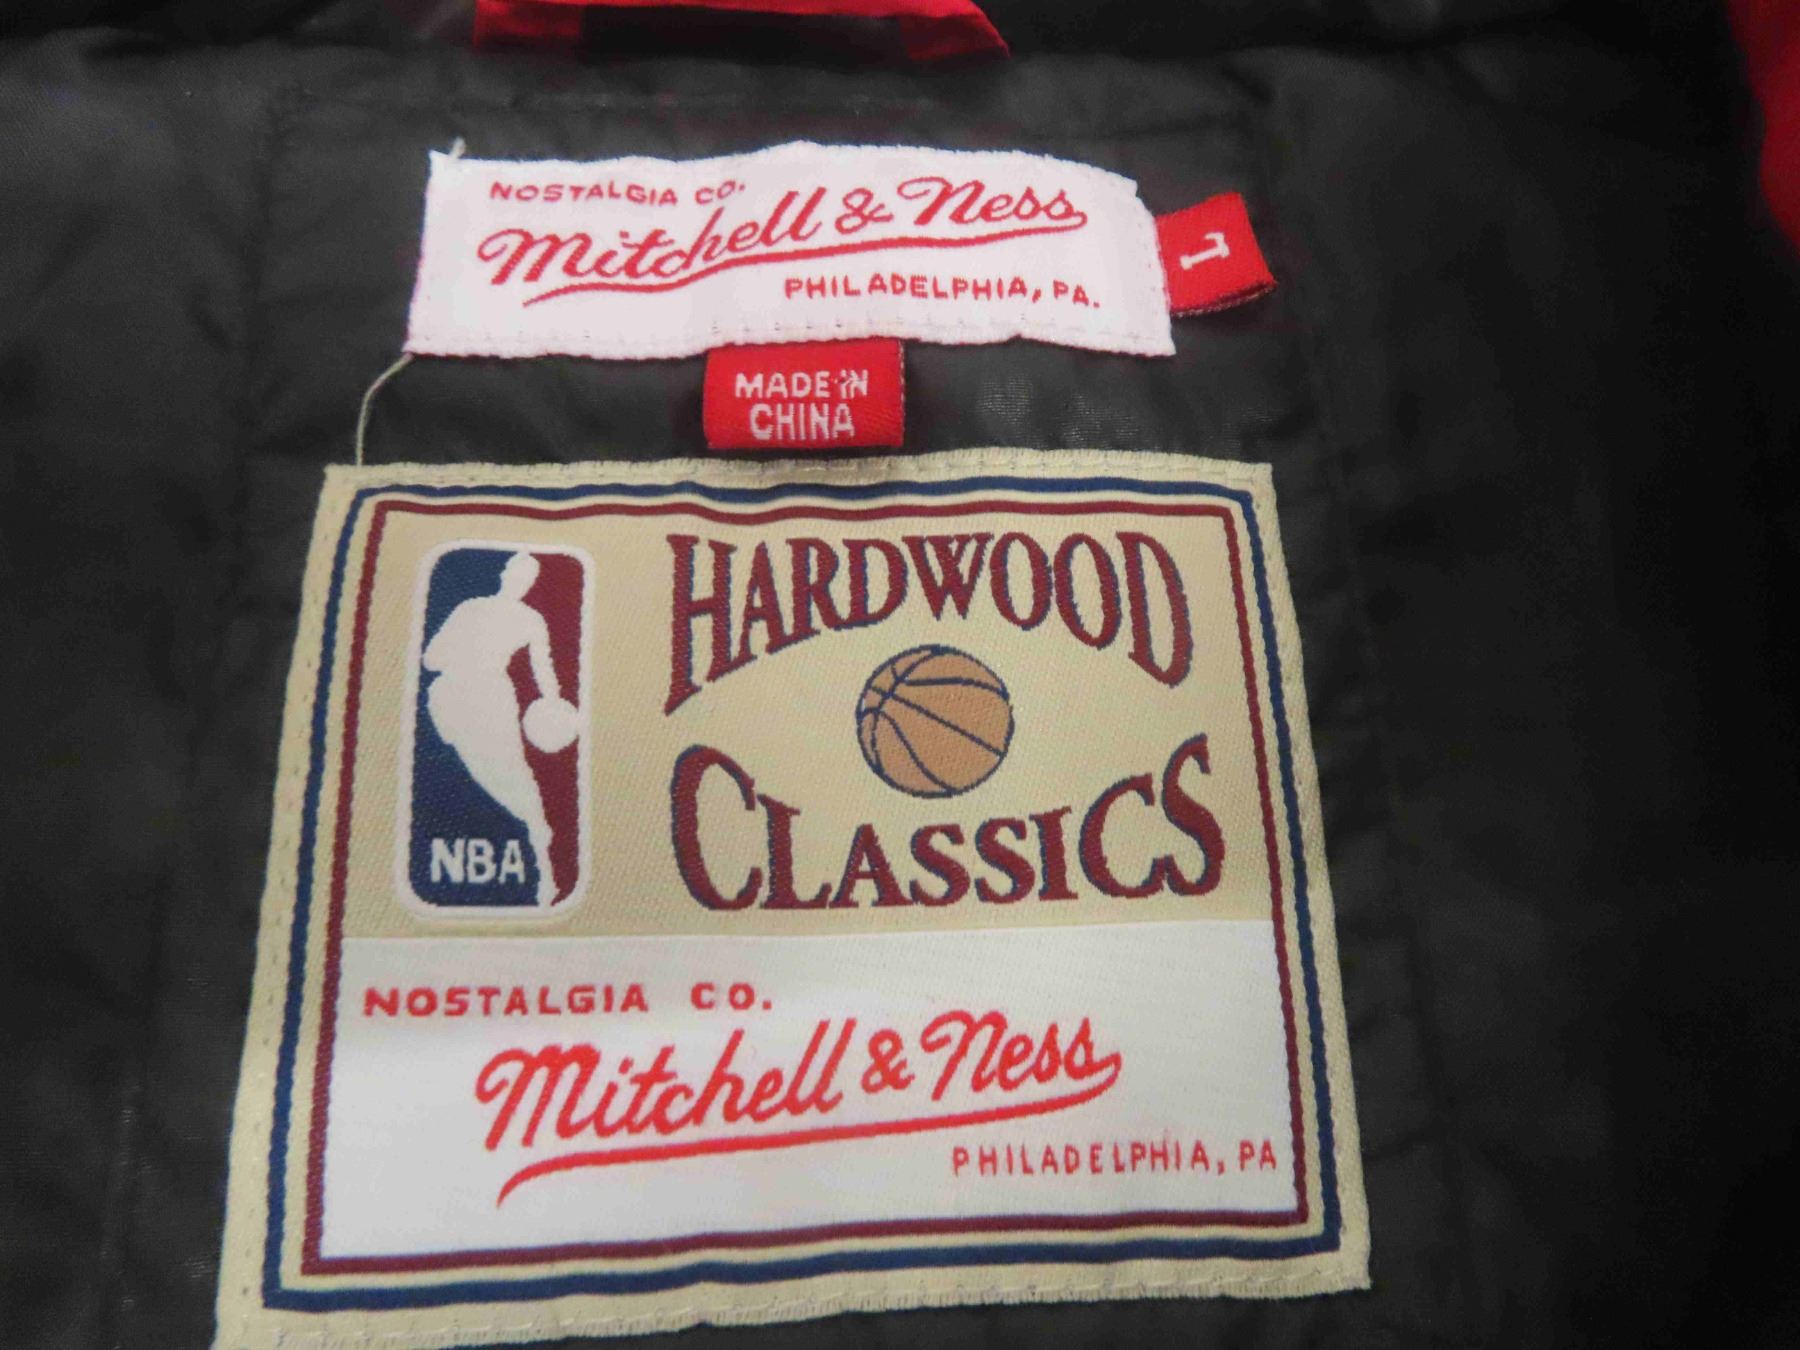 NOSTALGIA CO.
Mitchell & Ness
PHILADELPHIA, PA.
L
MADE IN
CHINA
HARDWOOD
CLASSICS
NBA
NOSTALGIA CO.
Mitchell & Ness
PHILADELPHIA, PA